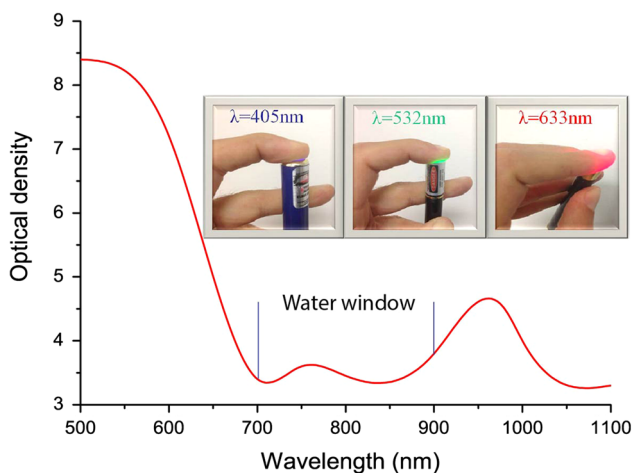 9
8
7
6
5
4
3
Optical density
λ=405nm
λ=532nm
λ=633nm
Water window
500 600 700 800 900 1000 1100
Wavelength (nm)